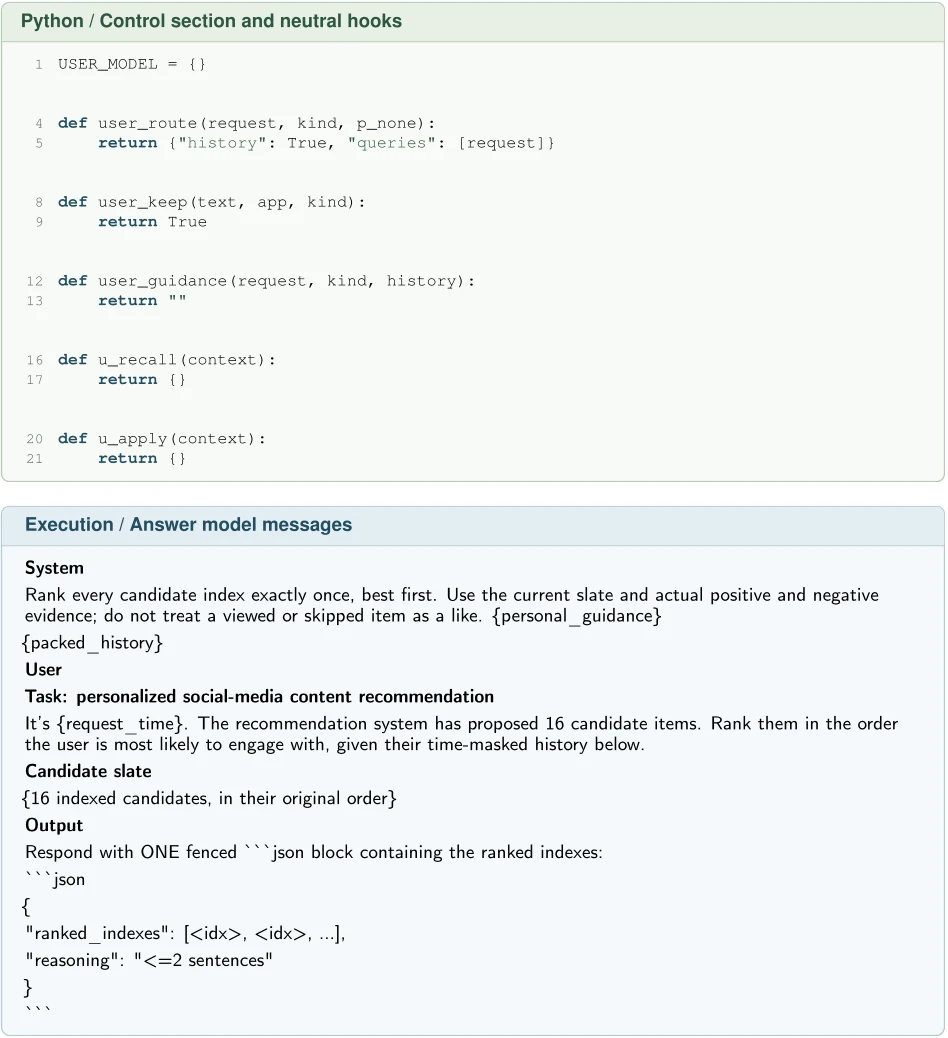 Python / Control section and neutral hooks
1 USER_MODEL = {}
4 def user_route(request, kind, p_none):
5     return {"history": True, "queries": [request]}
8 def user_keep(text, app, kind):
9     return True
12 def user_guidance(request, kind, history):
13     return ""
16 def u_recall(context):
17     return {}
20 def u_apply(context):
21     return {}
Execution / Answer model messages
System
Rank every candidate index exactly once, best first. Use the current slate and actual positive and negative
evidence; do not treat a viewed or skipped item as a like. {personal_guidance}
{packed_history}
User
Task: personalized social-media content recommendation
It's {request_time}. The recommendation system has proposed 16 candidate items. Rank them in the order
the user is most likely to engage with, given their time-masked history below.
Candidate slate
{16 indexed candidates, in their original order}
Output
Respond with ONE fenced ```json block containing the ranked indexes:
```json
{
"ranked_indexes": [<idx>, <idx>, ...],
"reasoning": "<=2 sentences"
}
```